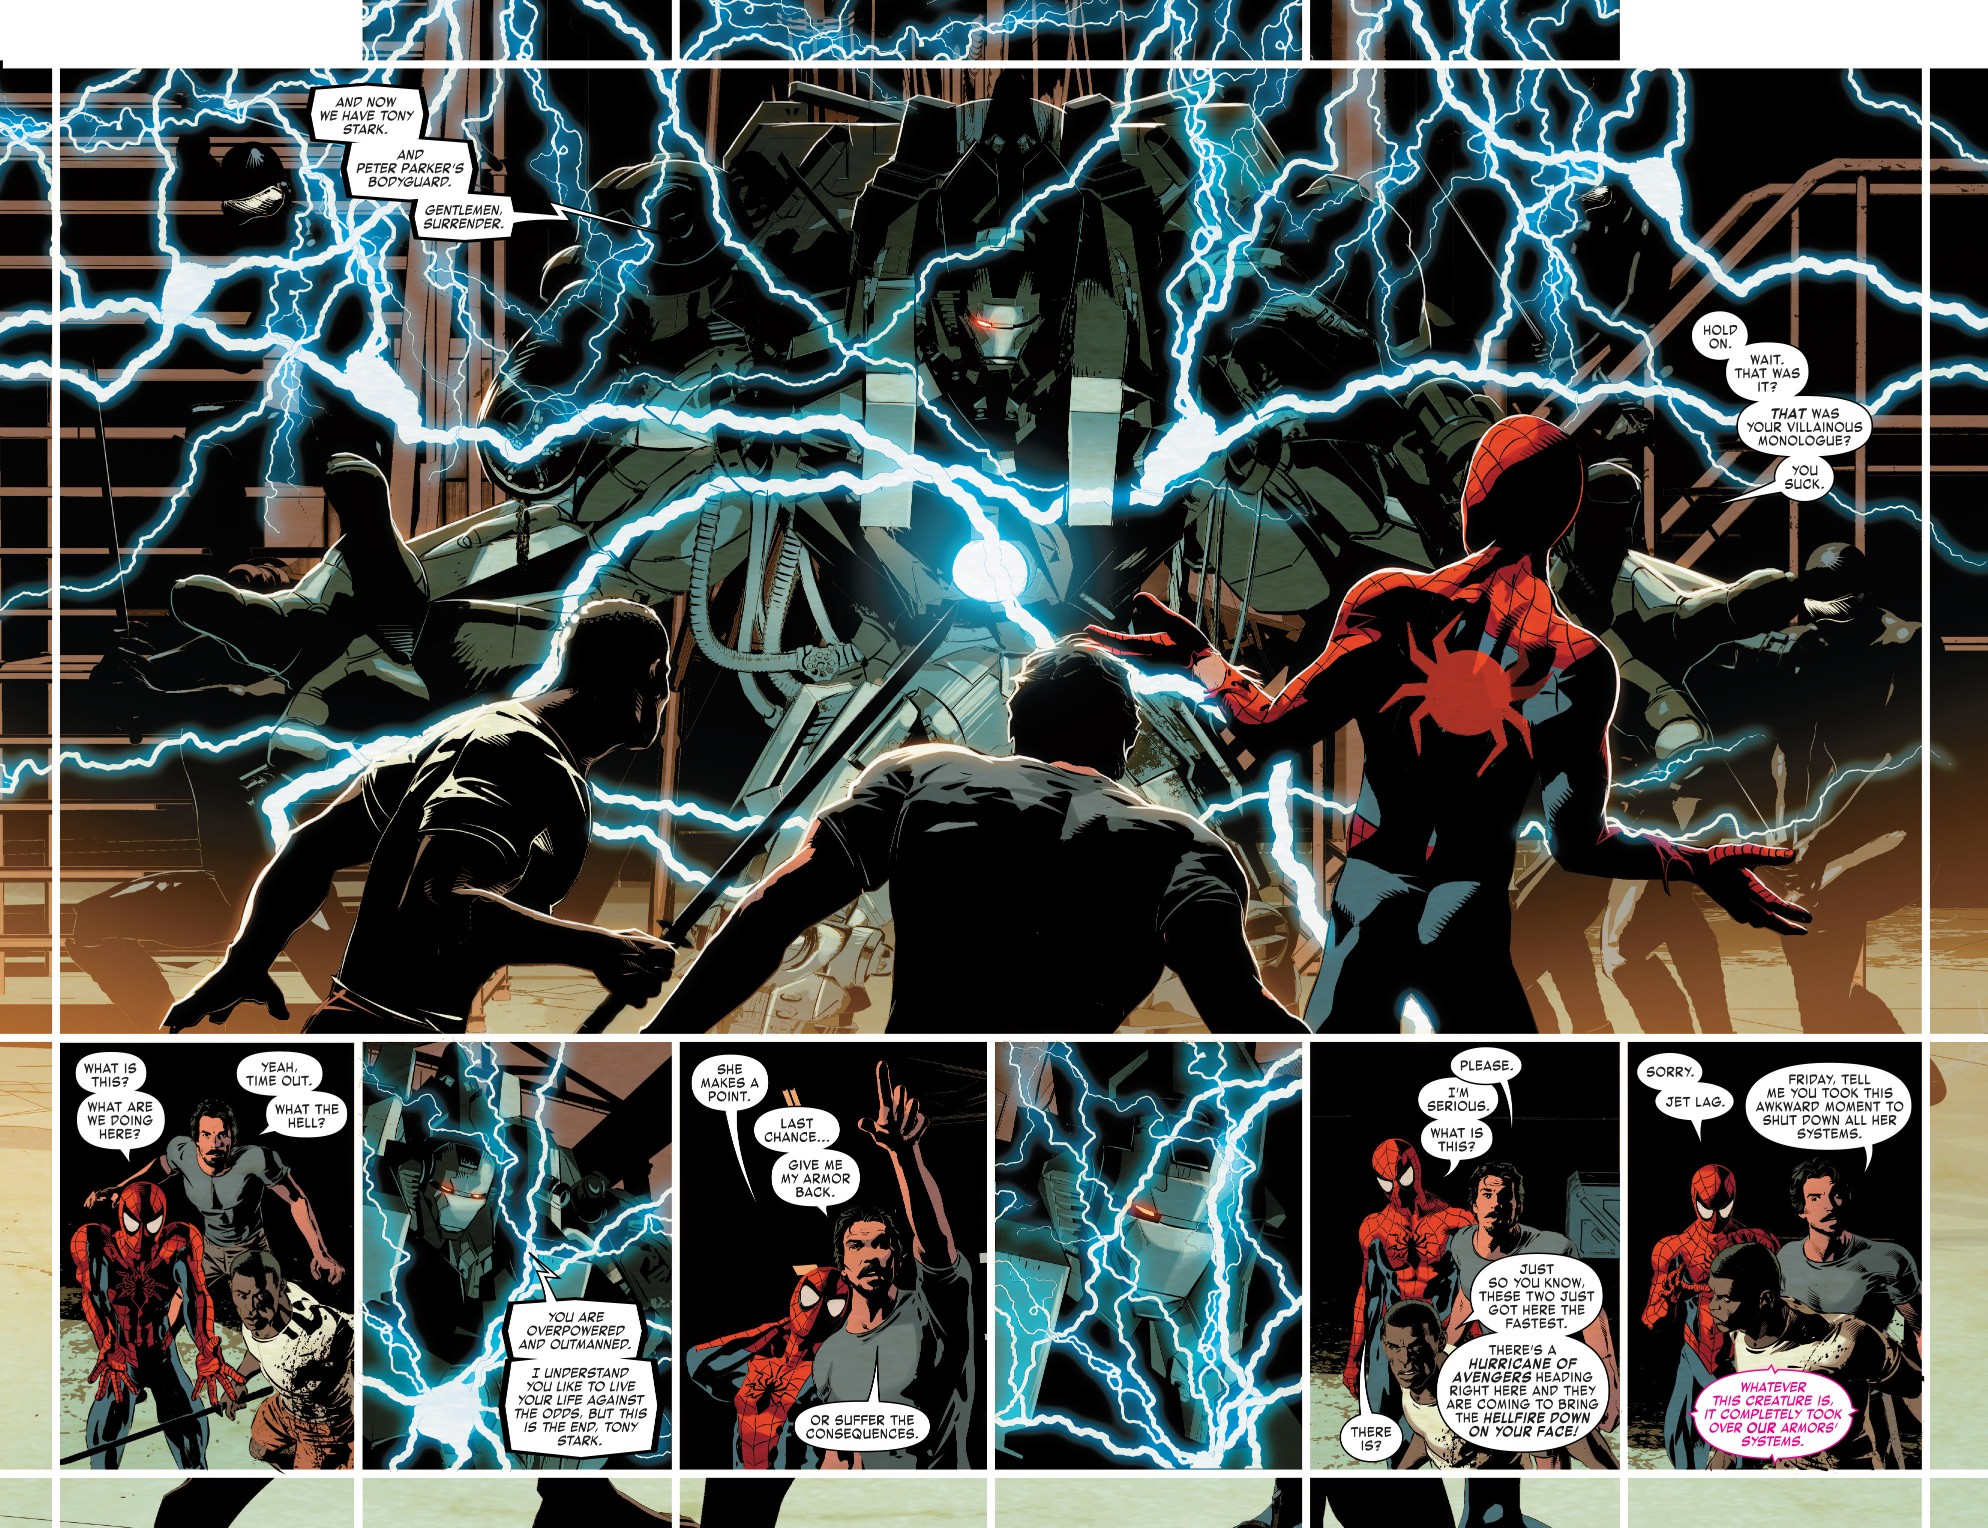 AND NOW
WE HAVE TONY
STARK.
AND
PETER PARKER'S
BODYGUARD.
GENTLEMEN,
SURRENDER.
HOLD
ON.
WAIT.
THAT WAS
IT?
THAT WAS
YOUR VILLAINOUS
MONOLOGUE?
YOU
SUCK.
WHAT IS
THIS?
WHAT ARE
WE DOING
HERE?
YEAH,
TIME OUT.
WHAT THE
HELL?
YOU ARE
OVERPOWERED
AND OUTMANNED.
I UNDERSTAND
YOU LIKE TO LIVE
YOUR LIFE AGAINST
THE ODDS, BUT THIS
IS THE END, TONY
STARK.
SHE
MAKES A
POINT.
LAST
CHANCE...
GIVE ME
MY ARMOR
BACK.
OR SUFFER THE
CONSEQUENCES.
PLEASE.
I'M
SERIOUS.
WHAT IS
THIS?
JUST
SO YOU KNOW,
THESE TWO JUST
GOT HERE THE
FASTEST.
THERE'S A
HURRICANE OF
AVENGERS HEADING
RIGHT HERE AND THEY
ARE COMING TO BRING
THE HELLFIRE DOWN
ON YOUR FACE!
THERE
IS?
SORRY.
JET LAG.
FRIDAY, TELL
ME YOU TOOK THIS
AWKWARD MOMENT TO
SHUT DOWN ALL HER
SYSTEMS.
WHATEVER
THIS CREATURE IS,
IT COMPLETELY TOOK
OVER OUR ARMORS'
SYSTEMS.